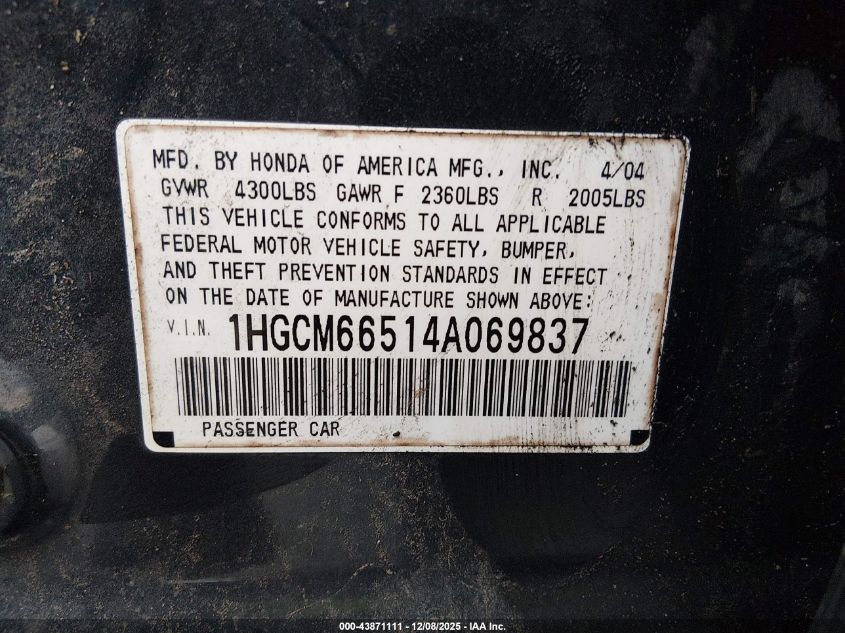 MFD. BY HONDA OF AMERICA MFG., INC. 4/04
GVWR 4300LBS GAWR F 2360LBS R 2005LBS
THIS VEHICLE CONFORMS TO ALL APPLICABLE
FEDERAL MOTOR VEHICLE SAFETY, BUMPER,
AND THEFT PREVENTION STANDARDS IN EFFECT
ON THE DATE OF MANUFACTURE SHOWN ABOVE:
V.I.N. 1HGCM66514A069837
PASSENGER CAR
000-43871111 - 12/08/2025 - IAA Inc.